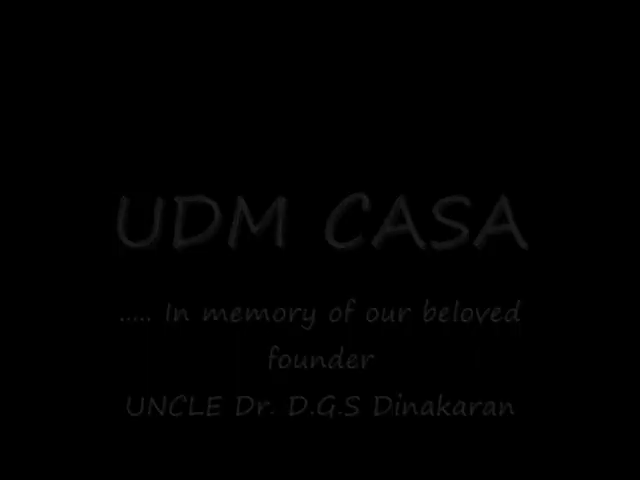 UDM CASA
..... In memory of our beloved
founder
UNCLE Dr. D.G.S Dinakaran